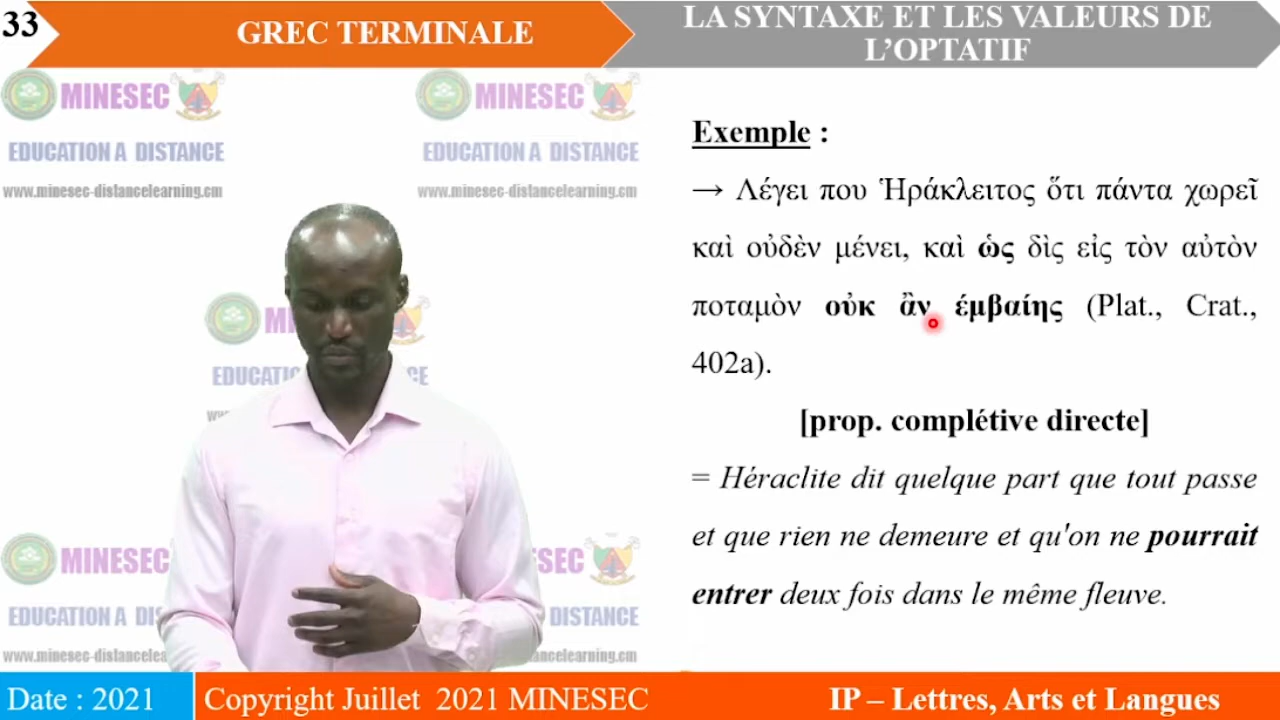 33
GREC TERMINALE
LA SYNTAXE ET LES VALEURS DE
L’OPTATIF
MINESEC
EDUCATION A DISTANCE
www.minesec-distancelearning.cm
MINESEC
EDUCATION A DISTANCE
www.minesec-distancelearning.cm
Exemple :
→ Λέγει που Ἡράκλειτος ὅτι πάντα χωρεῖ
καὶ οὐδὲν μένει, καὶ ὡς δὶς εἰς τὸν αὐτὸν
ποταμὸν οὐκ ἂν έμβαίης (Plat., Crat.,
402a).
[prop. complétive directe]
= Héraclite dit quelque part que tout passe
et que rien ne demeure et qu'on ne pourrait
entrer deux fois dans le même fleuve.
MINESEC
Date : 2021
Copyright Juillet 2021 MINESEC
IP – Lettres, Arts et Langues